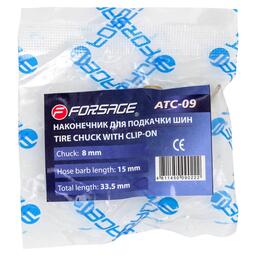 FORSAGE
ATC-09
НАКОНЕЧНИК ДЛЯ ПОДКАЧКИ ШИН
TIRE CHUCK WITH CLIP-ON
Chuck: 8 mm
Hose barb length: 15 mm
Total length: 33.5 mm
CE